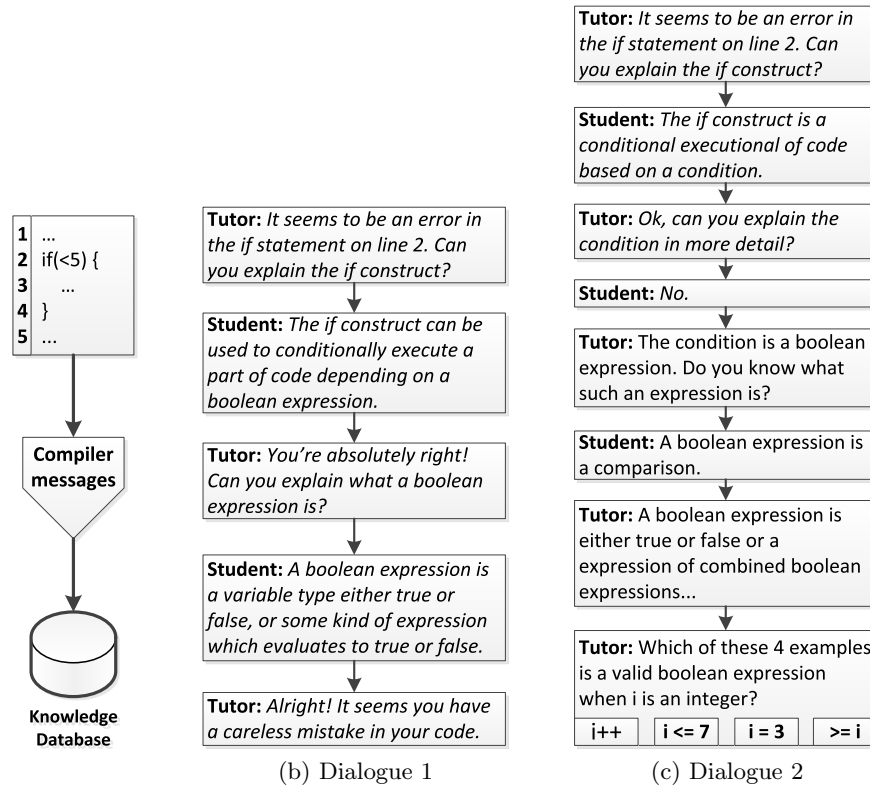 1 ...
2 if(<5) {
3 ...
4 }
5 ...
Compiler
messages
Knowledge
Database
Tutor: It seems to be an error in
the if statement on line 2. Can
you explain the if construct?
Student: The if construct can be
used to conditionally execute a
part of code depending on a
boolean expression.
Tutor: You're absolutely right!
Can you explain what a boolean
expression is?
Student: A boolean expression is
a variable type either true or
false, or some kind of expression
which evaluates to true or false.
Tutor: Alright! It seems you have
a careless mistake in your code.
(b) Dialogue 1
Tutor: It seems to be an error in
the if statement on line 2. Can
you explain the if construct?
Student: The if construct is a
conditional executional of code
based on a condition.
Tutor: Ok, can you explain the
condition in more detail?
Student: No.
Tutor: The condition is a boolean
expression. Do you know what
such an expression is?
Student: A boolean expression is
a comparison.
Tutor: A boolean expression is
either true or false or a
expression of combined boolean
expressions...
Tutor: Which of these 4 examples
is a valid boolean expression
when i is an integer?
i++ i <= 7 i = 3 >= i
(c) Dialogue 2